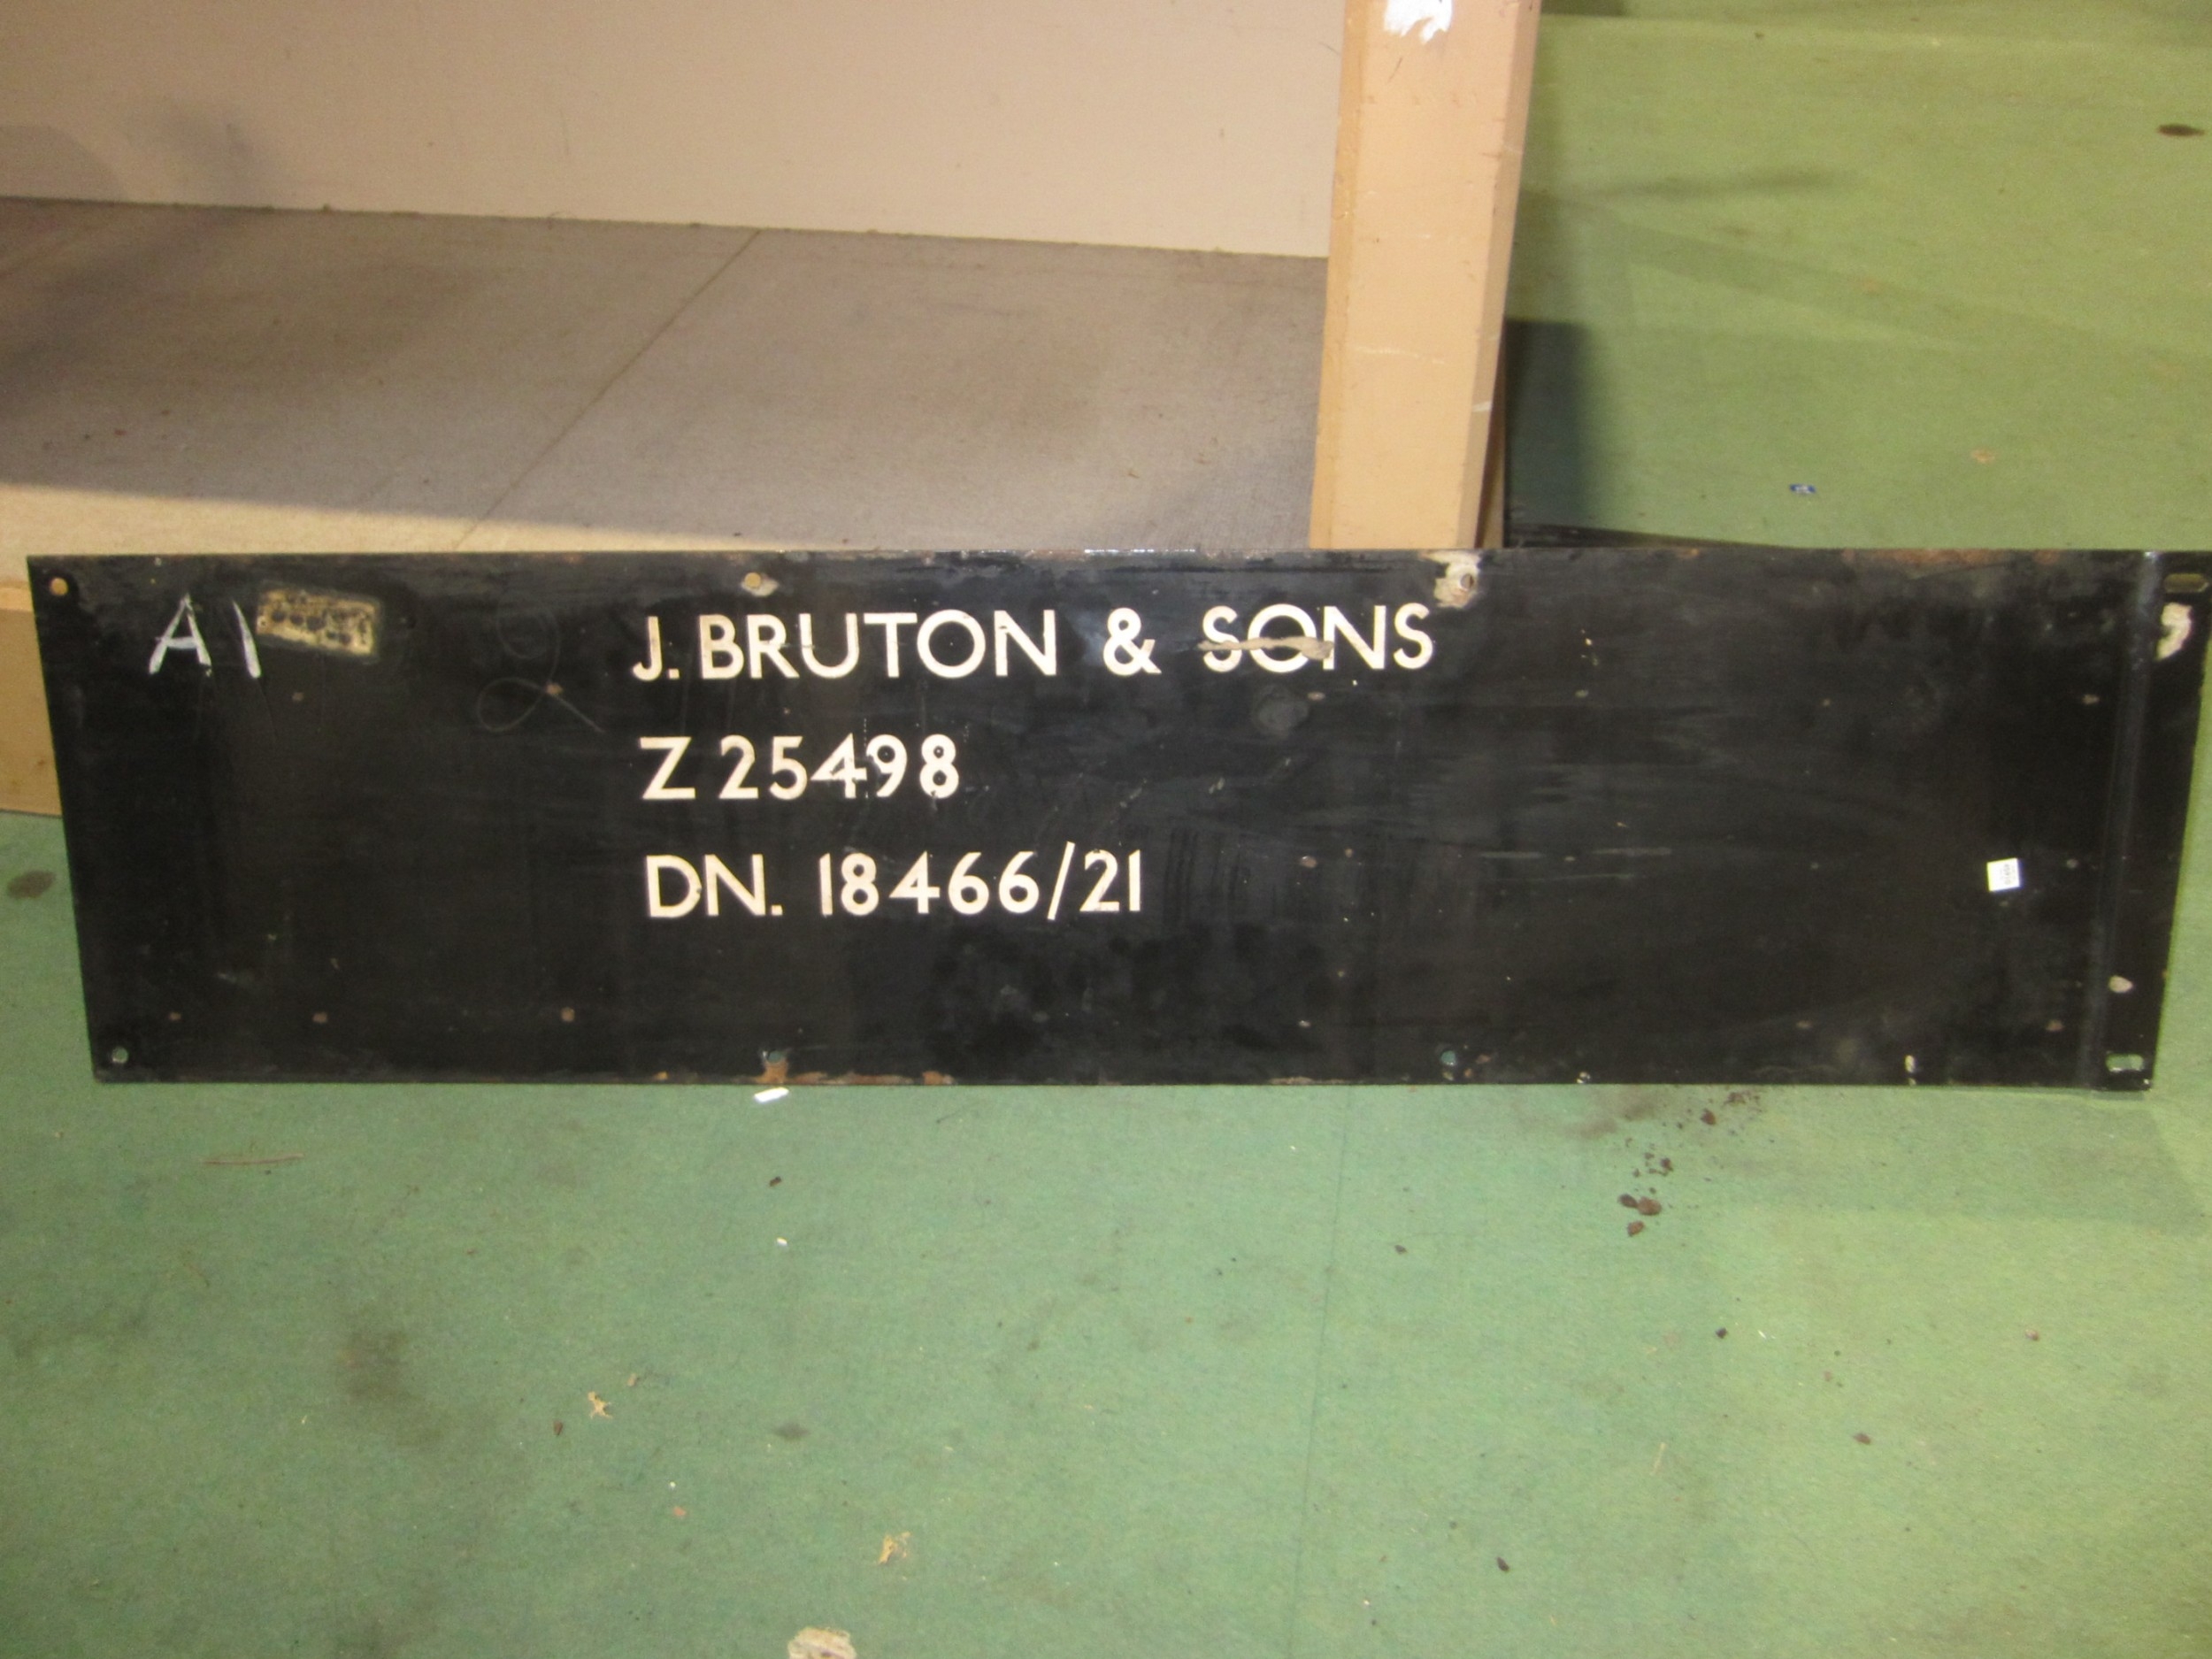 A1
J. BRUTON & SONS
Z 25498
DN. 18466/21